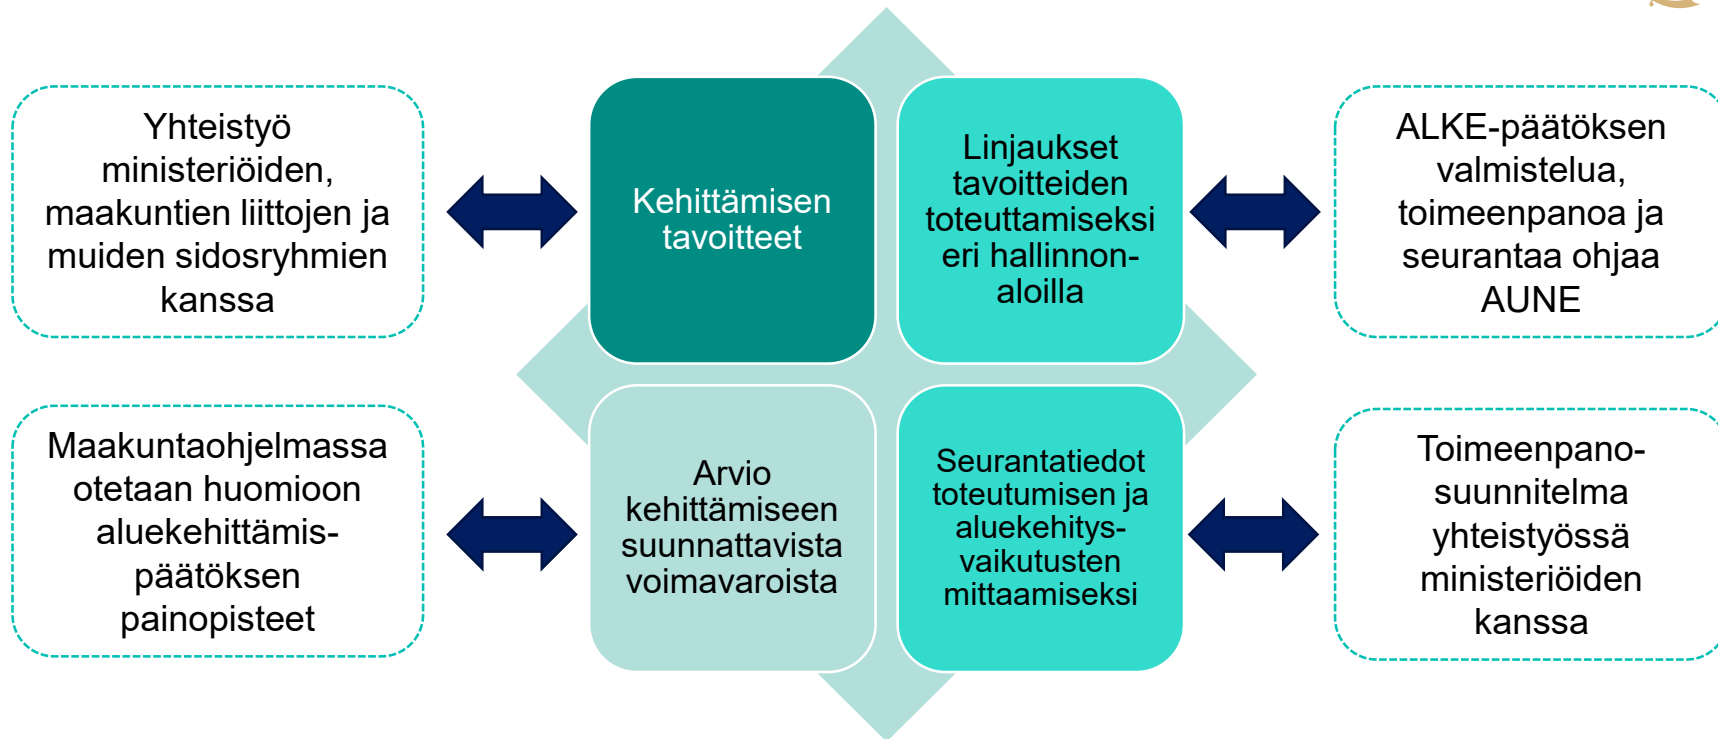 Yhteistyö
ministeriöiden,
maakuntien liittojen ja
muiden sidosryhmien
kanssa
Kehittämisen
tavoitteet
Linjaukset
tavoitteiden
toteuttamiseksi
eri hallinnon-
aloilla
ALKE-päätöksen
valmistelua,
toimeenpanoa ja
seurantaa ohjaa
AUNE
Maakuntaohjelmassa
otetaan huomioon
aluekehittämis-
päätöksen
painopisteet
Arvio
kehittämiseen
suunnattavista
voimavaroista
Seurantatiedot
toteutumisen ja
aluekehitys-
vaikutusten
mittaamiseksi
Toimeenpano-
suunnitelma
yhteistyössä
ministeriöiden
kanssa